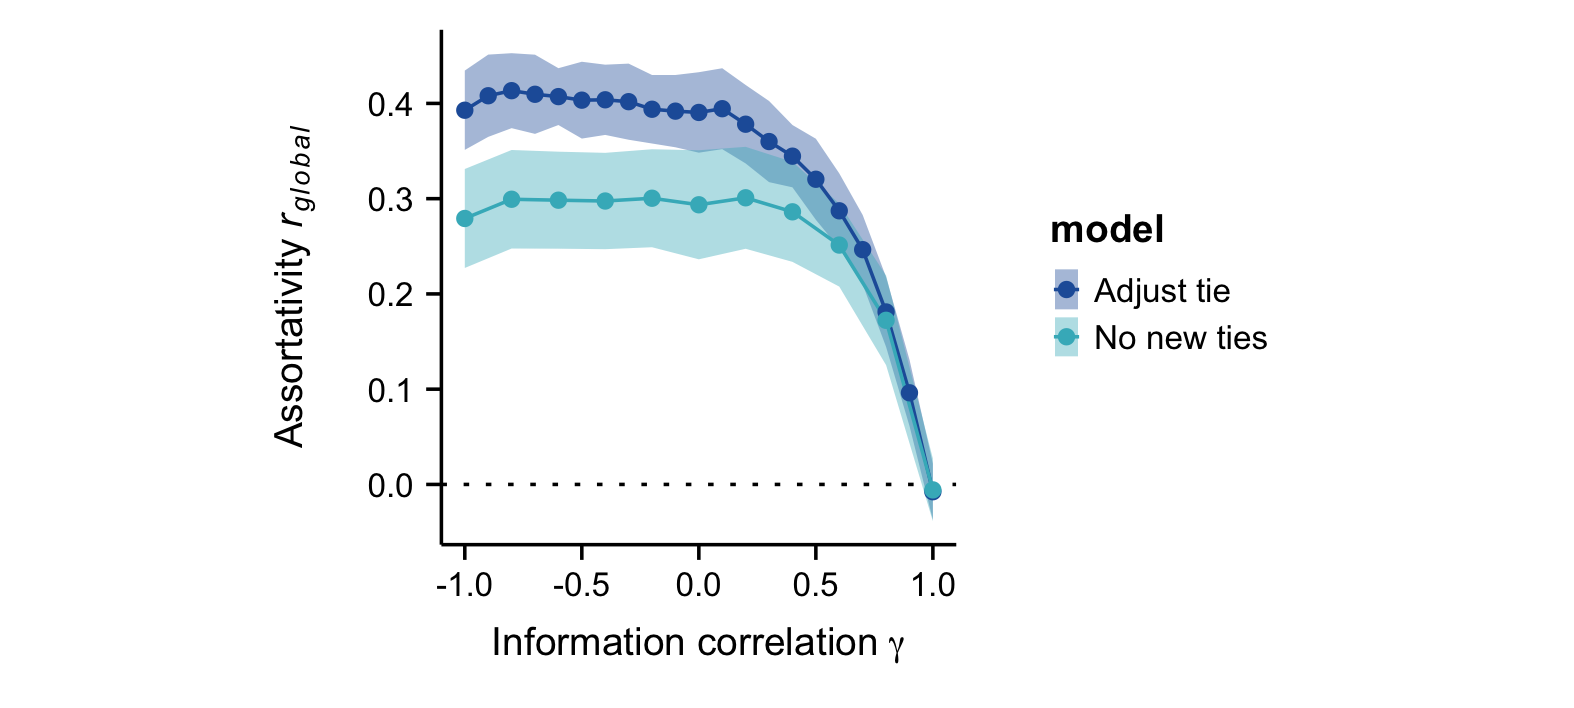 Assortativity r_global
0.4
0.3
0.2
0.1
0.0
-1.0 -0.5 0.0 0.5 1.0
Information correlation γ
model
Adjust tie
No new ties